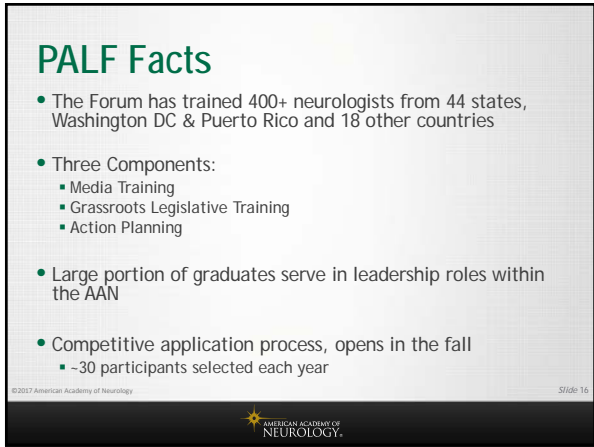 PALF Facts
• The Forum has trained 400+ neurologists from 44 states,
Washington DC & Puerto Rico and 18 other countries
• Three Components:
▪ Media Training
▪ Grassroots Legislative Training
▪ Action Planning
• Large portion of graduates serve in leadership roles within
the AAN
• Competitive application process, opens in the fall
▪ ~30 participants selected each year
©2017 American Academy of Neurology
Slide 16
AMERICAN ACADEMY OF
NEUROLOGY®